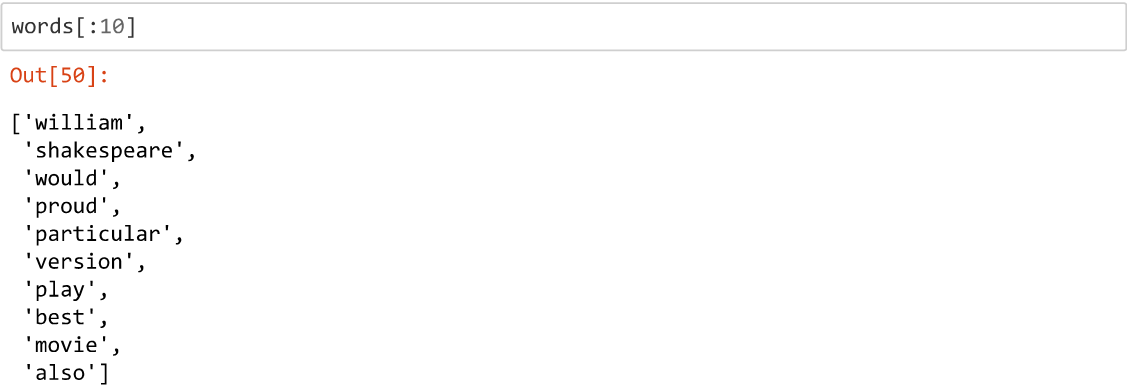 words[:10]
Out[50]:
['william',
 'shakespeare',
 'would',
 'proud',
 'particular',
 'version',
 'play',
 'best',
 'movie',
 'also']